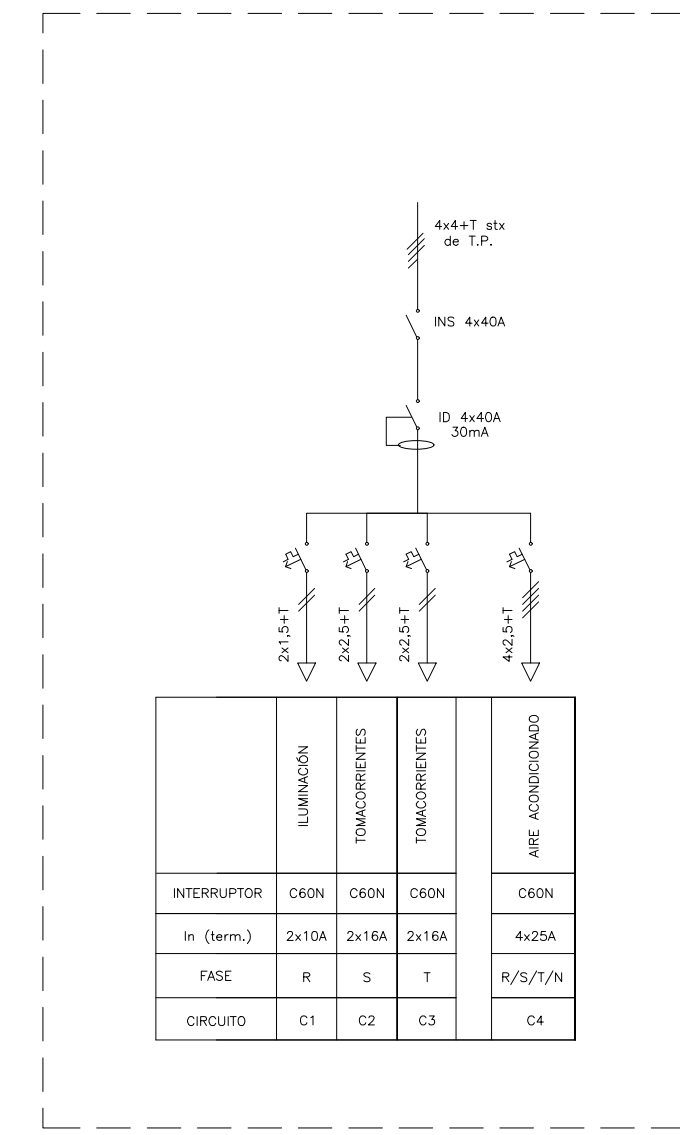 4x4+T stx
de T.P.
INS 4x40A
ID 4x40A
30mA
2x1,5+T
2x2,5+T
2x2,5+T
4x2,5+T
ILUMINACIÓN
TOMACORRIENTES
TOMACORRIENTES
AIRE ACONDICIONADO
INTERRUPTOR C60N C60N C60N C60N
In (term.) 2x10A 2x16A 2x16A 4x25A
FASE R S T R/S/T/N
CIRCUITO C1 C2 C3 C4